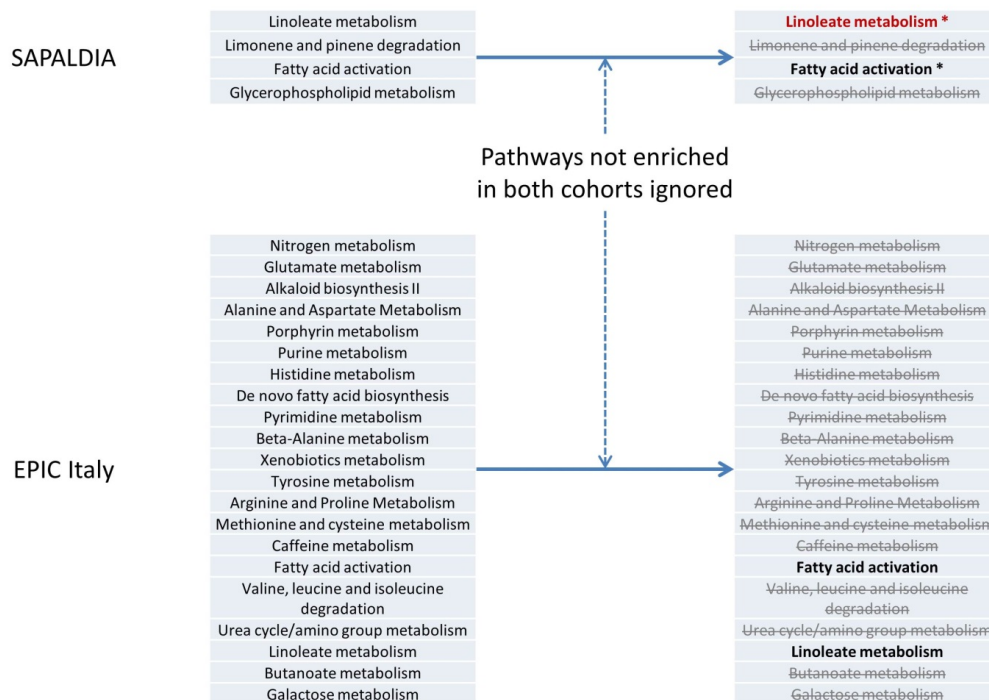 SAPALDIA
Linoleate metabolism
Limonene and pinene degradation
Fatty acid activation
Glycerophospholipid metabolism
Linoleate metabolism *
Limonene and pinene degradation
Fatty acid activation *
Glycerophospholipid metabolism
Pathways not enriched
in both cohorts ignored
EPIC Italy
Nitrogen metabolism
Glutamate metabolism
Alkaloid biosynthesis II
Alanine and Aspartate Metabolism
Porphyrin metabolism
Purine metabolism
Histidine metabolism
De novo fatty acid biosynthesis
Pyrimidine metabolism
Beta-Alanine metabolism
Xenobiotics metabolism
Tyrosine metabolism
Arginine and Proline Metabolism
Methionine and cysteine metabolism
Caffeine metabolism
Fatty acid activation
Valine, leucine and isoleucine
degradation
Urea cycle/amino group metabolism
Linoleate metabolism
Butanoate metabolism
Galactose metabolism
Nitrogen metabolism
Glutamate metabolism
Alkaloid biosynthesis II
Alanine and Aspartate Metabolism
Porphyrin metabolism
Purine metabolism
Histidine metabolism
De novo fatty acid biosynthesis
Pyrimidine metabolism
Beta-Alanine metabolism
Xenobiotics metabolism
Tyrosine metabolism
Arginine and Proline Metabolism
Methionine and cysteine metabolism
Caffeine metabolism
Fatty acid activation
Valine, leucine and isoleucine
degradation
Urea cycle/amino group metabolism
Linoleate metabolism
Butanoate metabolism
Galactose metabolism